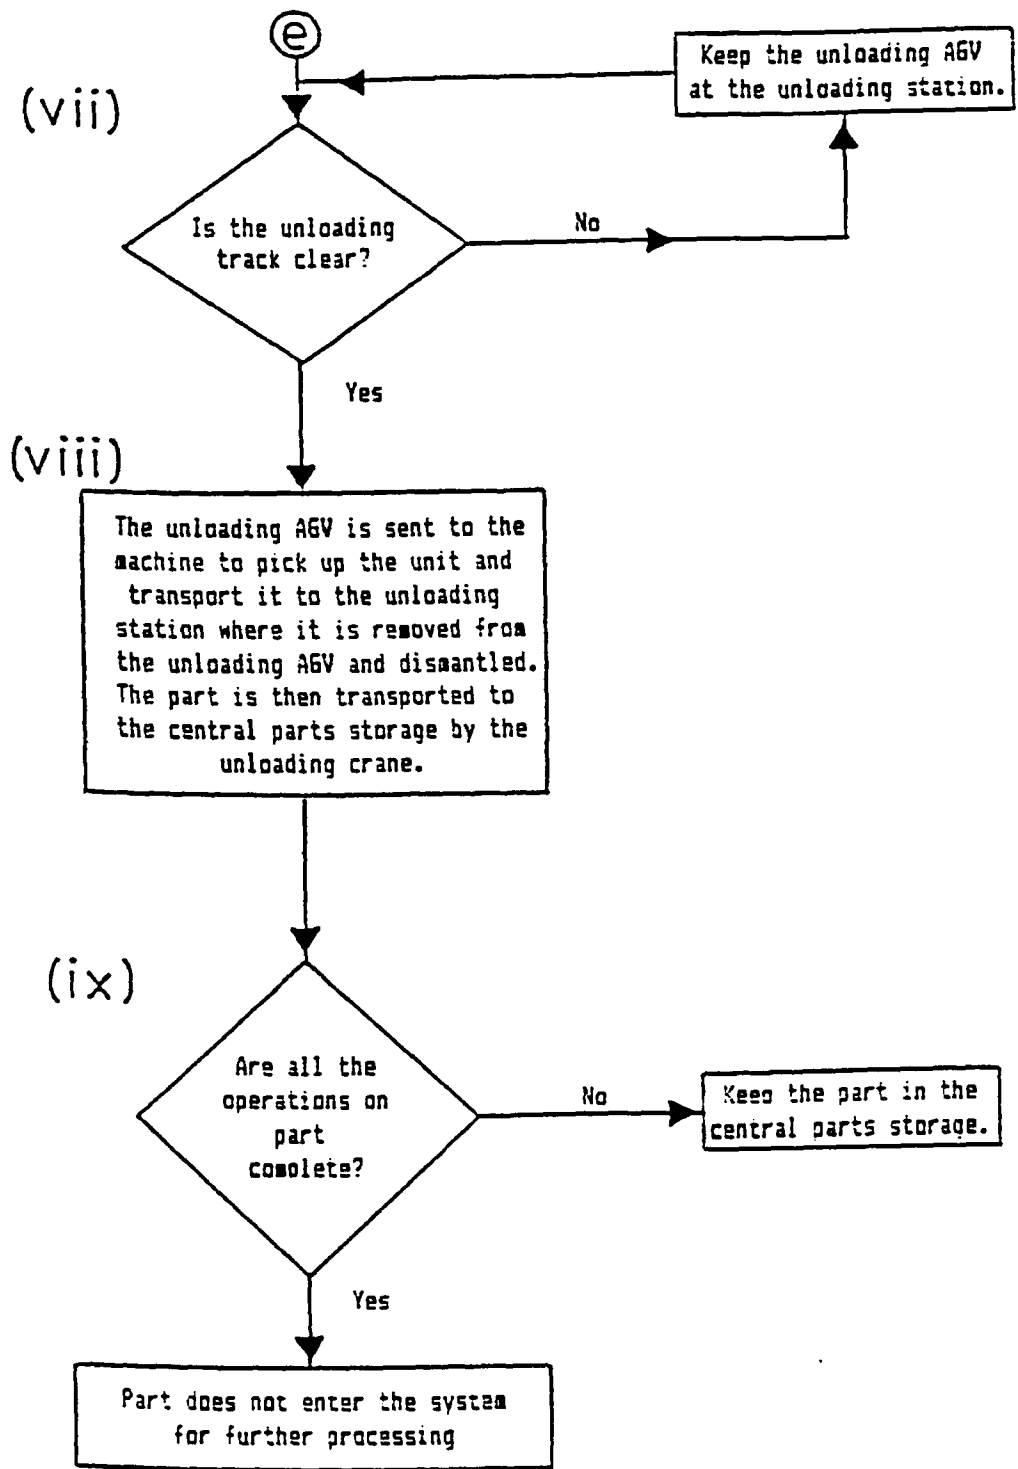 e
Keep the unloading AGV
at the unloading station.
(vii)
Is the unloading
track clear?
No
Yes
(viii)
The unloading AGV is sent to the
machine to pick up the unit and
transport it to the unloading
station where it is removed from
the unloading AGV and dismantled.
The part is then transported to
the central parts storage by the
unloading crane.
(ix)
Are all the
operations on
part
complete?
No
Keep the part in the
central parts storage.
Yes
Part does not enter the system
for further processing